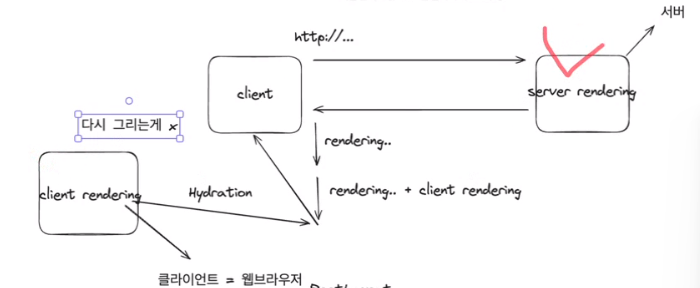 서버
http://...
client
server rendering
다시 그리는게 x
rendering..
client rendering
Hydration
rendering.. + client rendering
클라이언트 = 웹브라우저